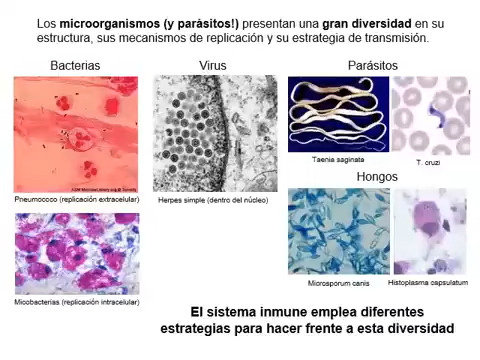 Los microorganismos (y parásitos!) presentan una gran diversidad en su
estructura, sus mecanismos de replicación y su estrategia de transmisión.
Bacterias
Virus
Parásitos
Pneumococo (replicación extracelular)
Herpes simple (dentro del núcleo)
Taenia saginata
T. cruzi
Hongos
Micobacterias (replicación intracelular)
Microsporum canis
Histoplasma capsulatum
El sistema inmune emplea diferentes
estrategias para hacer frente a esta diversidad